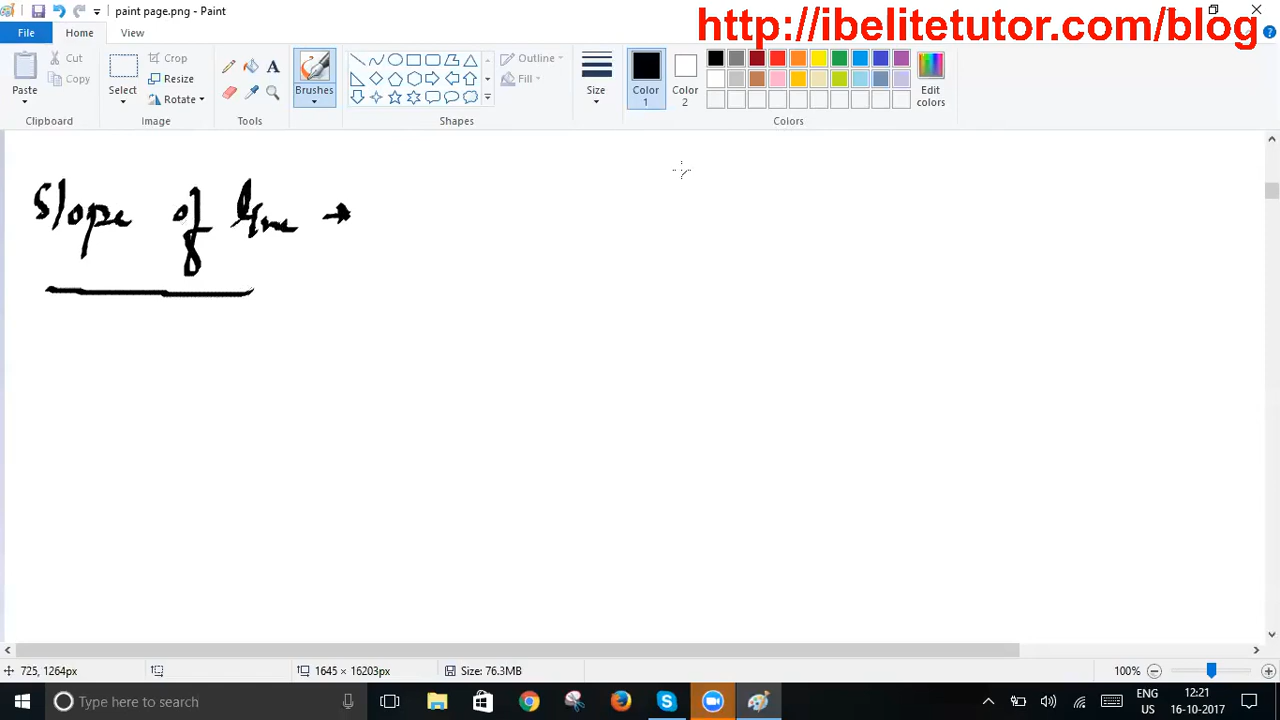 paint page.png - Paint
http://ibelitetutor.com/blog
File Home View
Cut
Copy
Paste
Clipboard
Select
Crop
Resize
Rotate
Image
Tools
Brushes
Shapes
Outline
Fill
Size
Color 1
Color 2
Edit colors
Colors
Slope of line →
725, 1264px
1645 × 16203px
Size: 76.3MB
100%
Type here to search
ENG
US
12:21
16-10-2017